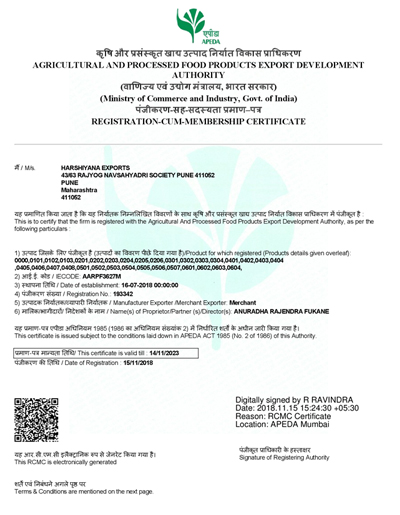 एपीडा
APEDA
कृषि और प्रसंस्कृत खाद्य उत्पाद निर्यात विकास प्राधिकरण
AGRICULTURAL AND PROCESSED FOOD PRODUCTS EXPORT DEVELOPMENT
AUTHORITY
(वाणिज्य एवं उद्योग मंत्रालय, भारत सरकार)
(Ministry of Commerce and Industry, Govt. of India)
पंजीकरण-सह-सदस्यता प्रमाण-पत्र
REGISTRATION-CUM-MEMBERSHIP CERTIFICATE
मैं / M/s. HARSHIYANA EXPORTS
43/63 RAJYOG NAVSAHYADRI SOCIETY PUNE 411052
PUNE
Maharashtra
411052
यह प्रमाणित किया जाता है कि यह निर्यातक निम्नलिखित विवरणों के साथ कृषि और प्रसंस्कृत खाद्य उत्पाद निर्यात विकास प्राधिकरण में पंजीकृत है :
This is to certify that the firm is registered with the Agricultural And Processed Food Products Export Development Authority, as per the
following particulars :
1) उत्पाद जिसके लिए पंजीकृत है (उत्पादों का विवरण पीछे दिया गया है)/Product for which registered (Products details given overleaf):
0000,0101,0102,0103,0201,0202,0203,0204,0205,0206,0301,0302,0303,0304,0401,0402,0403,0404
,0405,0406,0407,0408,0501,0502,0503,0504,0505,0506,0507,0601,0602,0603,0604,
2) आई.ई. कोड / IECCODE: AARPF3627M
3) स्थापना तिथि / Date of establishment: 16-07-2018 00:00:00
4) पंजीकरण संख्या / Registration No.: 193342
5) उत्पादक निर्यातक/व्यापारी निर्यातक / Manufacturer Exporter /Merchant Exporter: Merchant
6) मालिक/भागीदारों/ निदेशकों के नाम / Name(s) of Proprietor/Partner (s)/Director(s): ANURADHA RAJENDRA FUKANE
यह प्रमाण-पत्र एपीडा अधिनियम 1985 (1986 का अधिनियम संख्यांक 2) में निर्धारित शर्तों के अधीन जारी किया गया है।
This certificate is issued subject to the conditions laid down in APEDA ACT 1985 (No. 2 of 1986) of this Authority.
प्रमाण-पत्र मान्यता तिथि/ This certificate is valid till : 14/11/2023
पंजीकरण की तिथि / Date of Registration : 15/11/2018
Digitally signed by R RAVINDRA
Date: 2018.11.15 15:24:30 +05:30
Reason: RCMC Certificate
Location: APEDA Mumbai
पंजीकृत प्राधिकारी के हस्ताक्षर
Signature of Registering Authority
यह आर.सी.एम.सी इलैक्ट्रानिक रुप से जेनरेट किया गया है।
This RCMC is electronically generated
शर्तें एवं निबंधने अगले पृष्ठ पर
Terms & Conditions are mentioned on the next page.